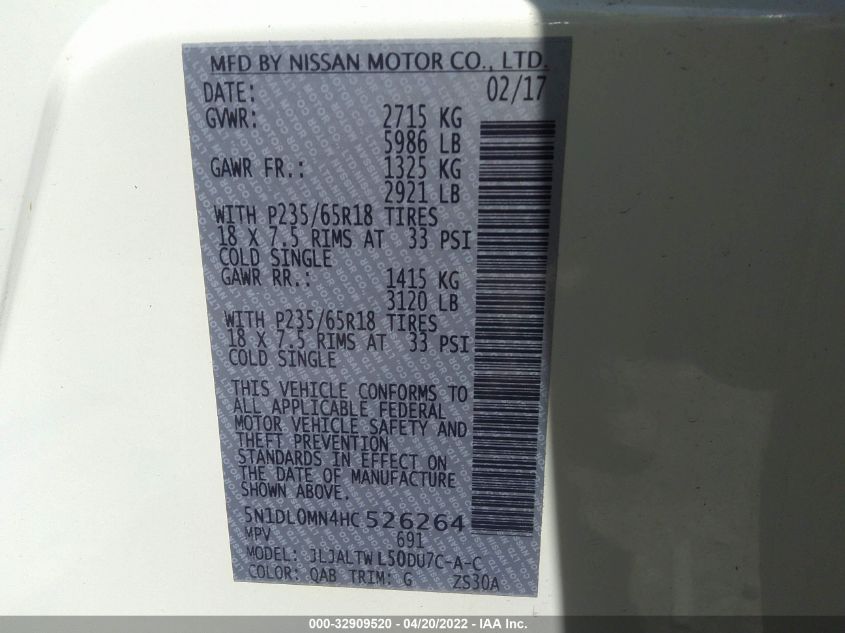 MFD BY NISSAN MOTOR CO., LTD.
DATE: 02/17
GVWR: 2715 KG
5986 LB
GAWR FR.: 1325 KG
2921 LB
WITH P235/65R18 TIRES
18 X 7.5 RIMS AT 33 PSI
COLD SINGLE
GAWR RR.: 1415 KG
3120 LB
WITH P235/65R18 TIRES
18 X 7.5 RIMS AT 33 PSI
COLD SINGLE
THIS VEHICLE CONFORMS TO
ALL APPLICABLE FEDERAL
MOTOR VEHICLE SAFETY AND
THEFT PREVENTION
STANDARDS IN EFFECT ON
THE DATE OF MANUFACTURE
SHOWN ABOVE.
5N1DL0MN4HC 526264
MPV 691
MODEL: JLJALTW L50DU7C-A-C
COLOR: QAB TRIM: G ZS30A
000-32909520 - 04/20/2022 - IAA Inc.